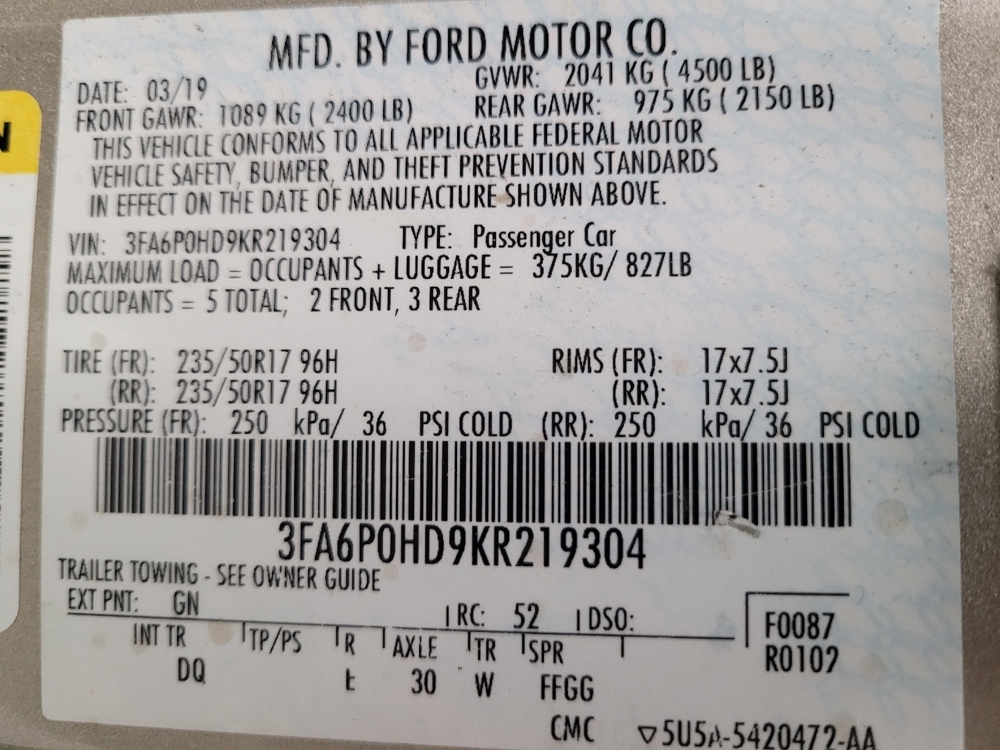 MFD. BY FORD MOTOR CO.
DATE: 03/19 GVWR: 2041 KG ( 4500 LB)
FRONT GAWR: 1089 KG ( 2400 LB) REAR GAWR: 975 KG ( 2150 LB)
THIS VEHICLE CONFORMS TO ALL APPLICABLE FEDERAL MOTOR
VEHICLE SAFETY, BUMPER, AND THEFT PREVENTION STANDARDS
IN EFFECT ON THE DATE OF MANUFACTURE SHOWN ABOVE.
VIN: 3FA6P0HD9KR219304 TYPE: Passenger Car
MAXIMUM LOAD = OCCUPANTS + LUGGAGE = 375KG/ 827LB
OCCUPANTS = 5 TOTAL; 2 FRONT, 3 REAR
TIRE (FR): 235/50R17 96H RIMS (FR): 17x7.5J
(RR): 235/50R17 96H (RR): 17x7.5J
PRESSURE (FR): 250 kPa/ 36 PSI COLD (RR): 250 kPa/ 36 PSI COLD
3FA6P0HD9KR219304
TRAILER TOWING - SEE OWNER GUIDE
EXT PNT: GN RC: 52 DSO:
F0087
R0102
INT TR TP/PS R AXLE TR SPR
DQ 30 W FFGG
CMC ▽5U5A-5420472-AA